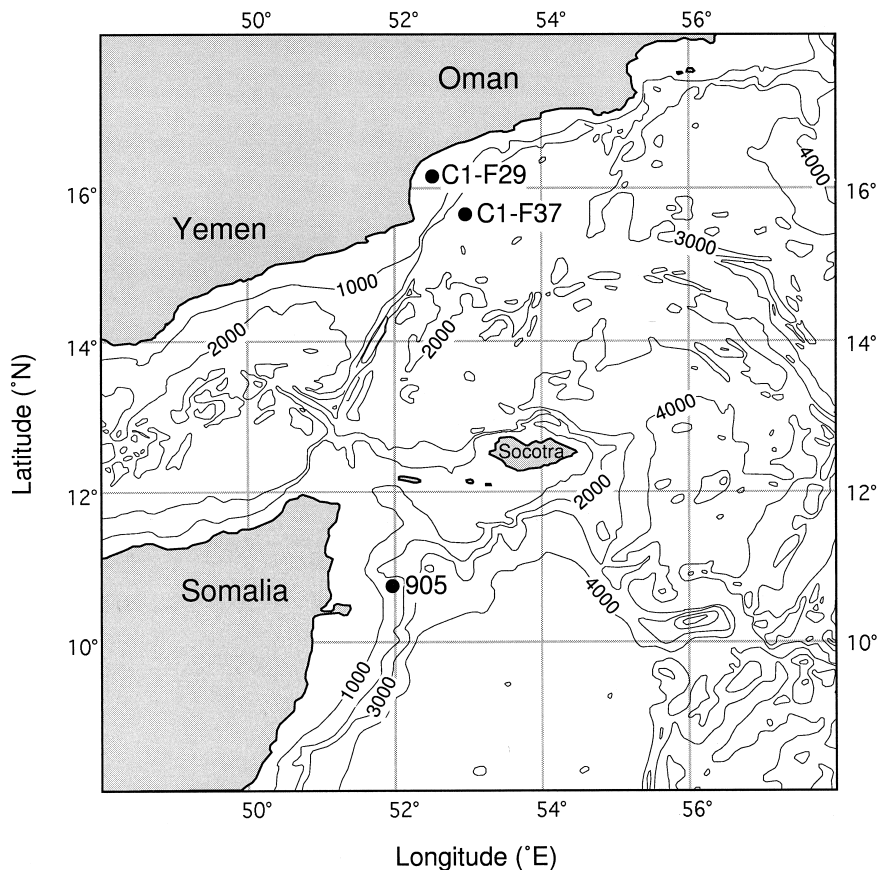 50° 52° 54° 56°
Oman
4000
C1-F29
16° 16°
C1-F37
Yemen
3000
1000
2000
2000
14° 14°
Latitude (°N)
4000
Socotra
12° 12°
2000
Somalia
905
4000
10° 10°
1000
3000
50° 52° 54° 56°
Longitude (°E)